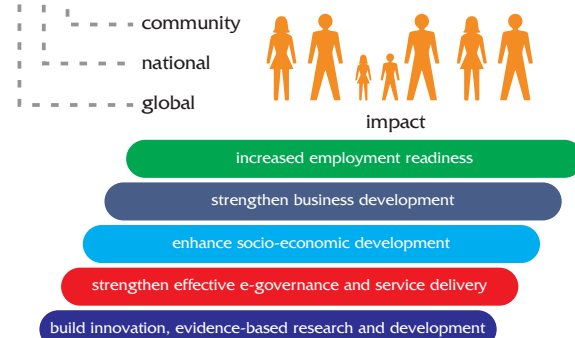 community
national
global
impact
increased employment readiness
strengthen business development
enhance socio-economic development
strengthen effective e-governance and service delivery
build innovation, evidence-based research and development